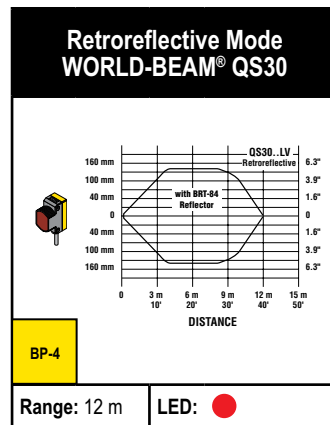 Retroreflective Mode
WORLD-BEAM® QS30
QS30..LV
Retroreflective
with BRT-84
Reflector
160 mm 6.3"
100 mm 3.9"
40 mm 1.6"
0 0
40 mm 1.6"
100 mm 3.9"
160 mm 6.3"
0 3 m 6 m 9 m 12 m 15 m
10' 20' 30' 40' 50'
DISTANCE
BP-4
Range: 12 m LED: